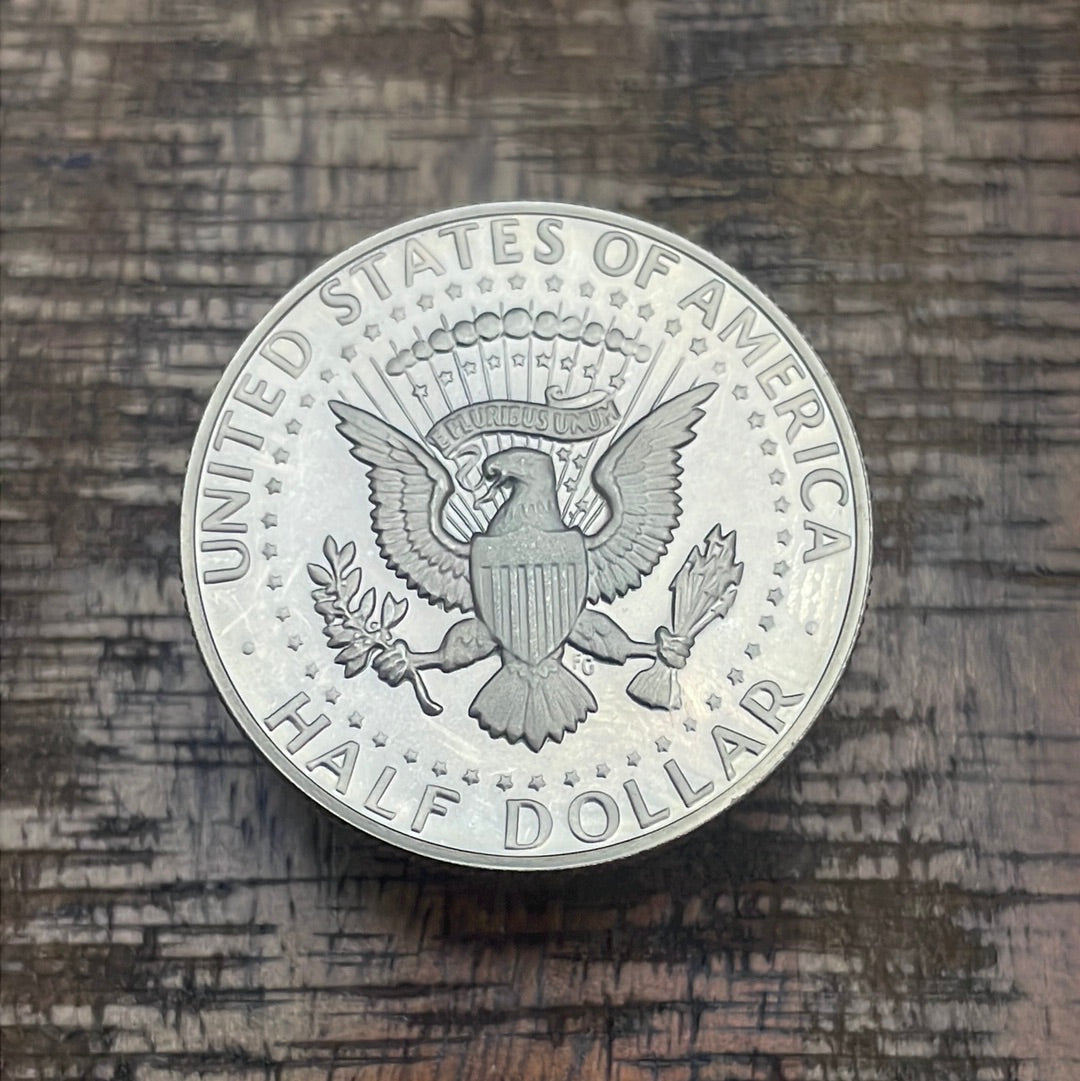 UNITED STATES OF AMERICA
E PLURIBUS UNUM
FG
HALF DOLLAR